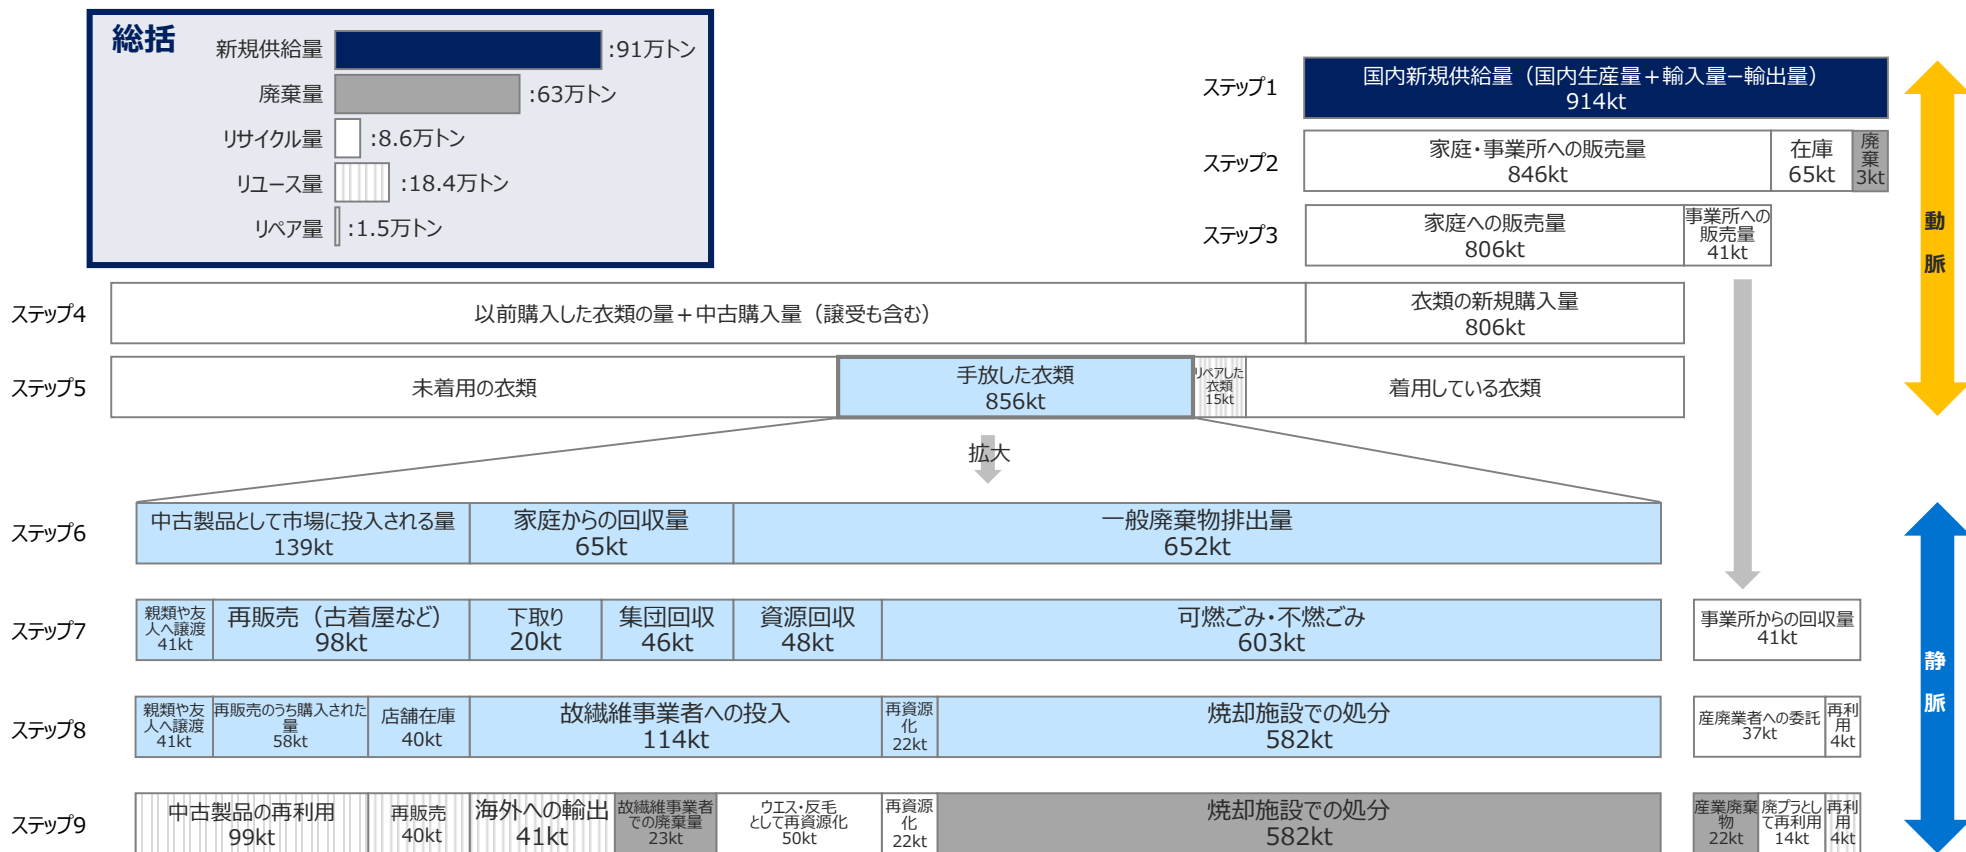 総括
新規供給量 :91万トン
廃棄量 :63万トン
リサイクル量 :8.6万トン
リユース量 :18.4万トン
リペア量 :1.5万トン
ステップ1
国内新規供給量（国内生産量＋輸入量−輸出量）
914kt
ステップ2
家庭・事業所への販売量
846kt
在庫
65kt
廃
棄
3kt
ステップ3
家庭への販売量
806kt
事業所への
販売量
41kt
動
脈
ステップ4
以前購入した衣類の量＋中古購入量（譲受も含む）
衣類の新規購入量
806kt
ステップ5
未着用の衣類
手放した衣類
856kt
リペアした
衣類
15kt
着用している衣類
拡大
ステップ6
中古製品として市場に投入される量
139kt
家庭からの回収量
65kt
一般廃棄物排出量
652kt
ステップ7
親類や友
人へ譲渡
41kt
再販売（古着屋など）
98kt
下取り
20kt
集団回収
46kt
資源回収
48kt
可燃ごみ・不燃ごみ
603kt
事業所からの回収量
41kt
静
脈
ステップ8
親類や友
人へ譲渡
41kt
再販売のうち購入された
量
58kt
店舗在庫
40kt
故繊維事業者への投入
114kt
再資源
化
22kt
焼却施設での処分
582kt
産廃業者への委託
37kt
再利
用
4kt
ステップ9
中古製品の再利用
99kt
再販売
40kt
海外への輸出
41kt
故繊維事業者
での廃棄量
23kt
ウエス・反毛
として再資源化
50kt
再資源
化
22kt
焼却施設での処分
582kt
産業廃棄
物
22kt
廃プラとし
て再利用
14kt
再利
用
4kt